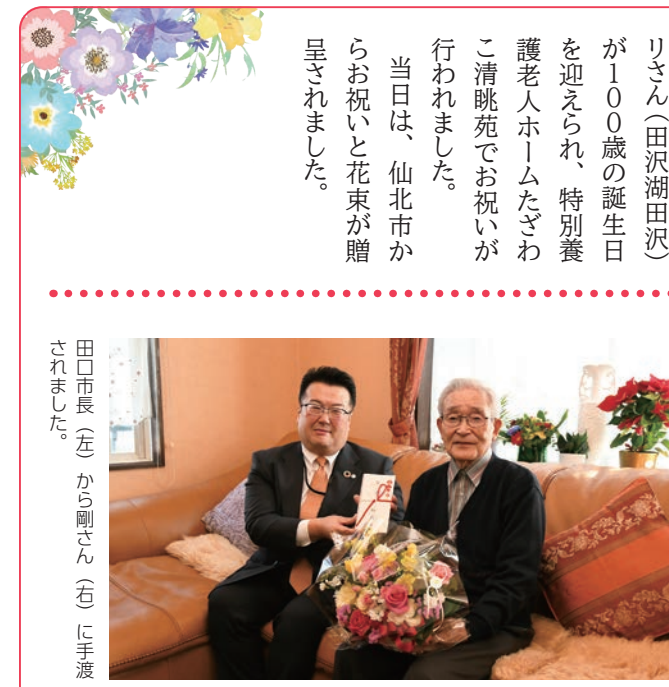 リさん（田沢湖田沢）
が１００歳の誕生日
を迎えられ、特別養
護老人ホームたざわ
こ清眺苑でお祝いが
行われました。
当日は、仙北市か
らお祝いと花束が贈
呈されました。
田口市長（左）から剛さん（右）に手渡
されました。